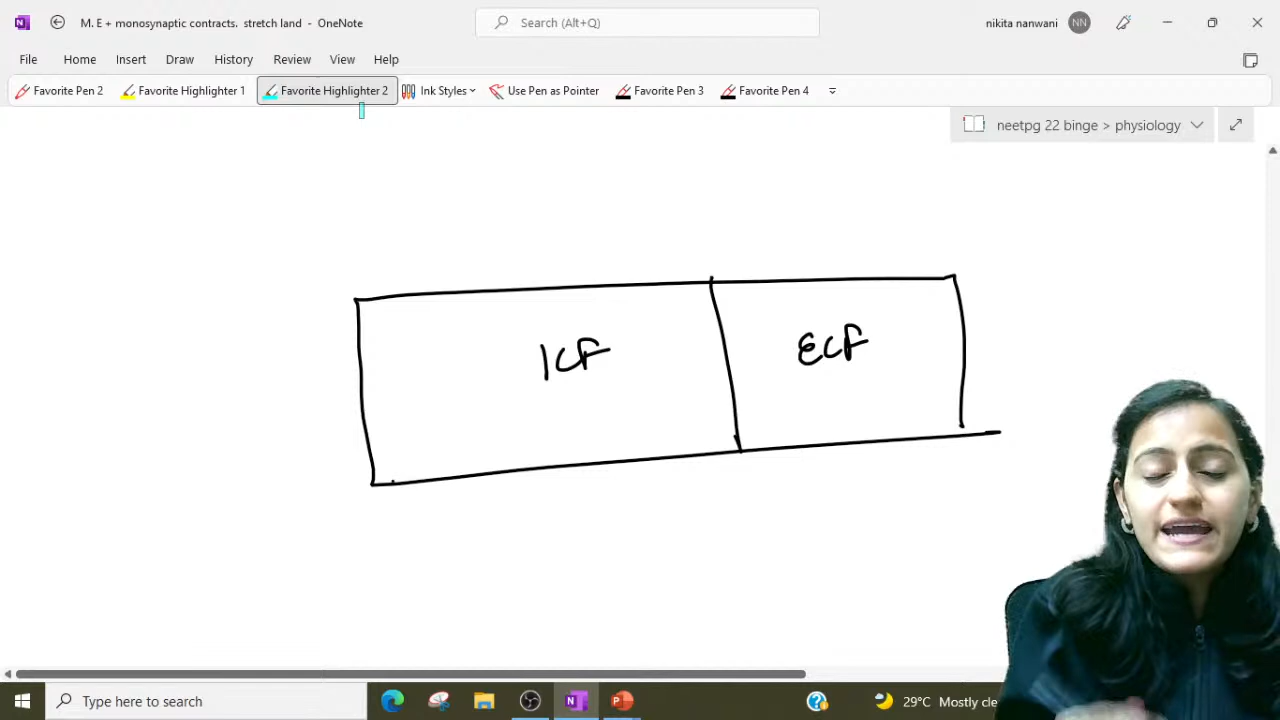 M. E + monosynaptic contracts. stretch land - OneNote
Search (Alt+Q)
nikita nanwani
NN
File Home Insert Draw History Review View Help
Favorite Pen 2 Favorite Highlighter 1 Favorite Highlighter 2 Ink Styles Use Pen as Pointer Favorite Pen 3 Favorite Pen 4
neetpg 22 binge > physiology
ICF
ECF
Type here to search
29°C Mostly cle